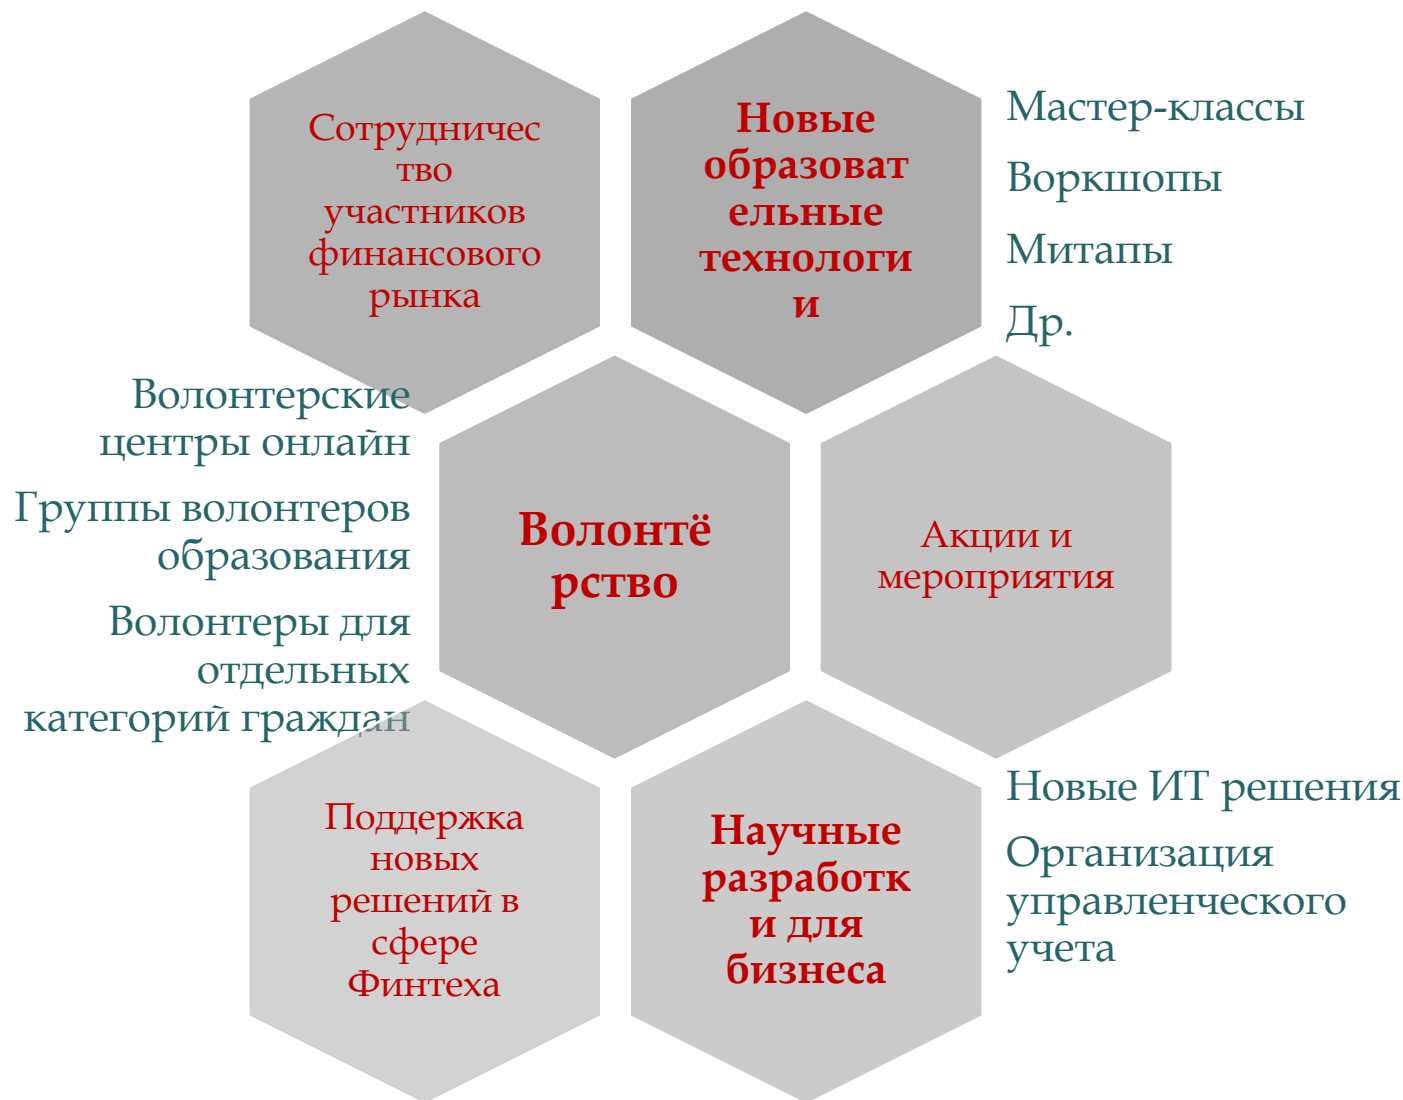 Сотрудничес
тво
участников
финансового
рынка
Новые
образоват
ельные
технологи
и
Мастер-классы
Воркшопы
Митапы
Др.
Волонтерские
центры онлайн
Группы волонтеров
образования
Волонтеры для
отдельных
категорий граждан
Волонтё
рство
Акции и
мероприятия
Поддержка
новых
решений в
сфере
Финтеха
Научные
разработк
и для
бизнеса
Новые ИТ решения
Организация
управленческого
учета